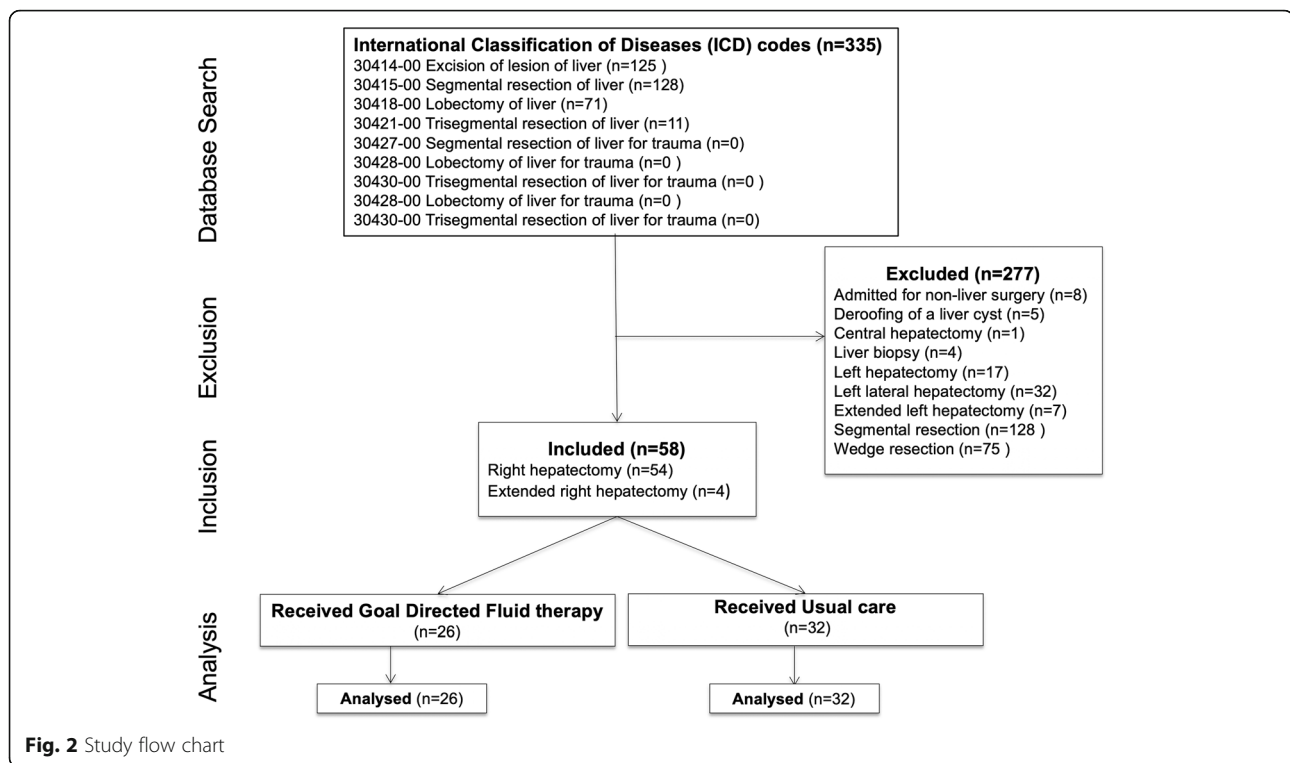 Database Search
International Classification of Diseases (ICD) codes (n=335)
30414-00 Excision of lesion of liver (n=125 )
30415-00 Segmental resection of liver (n=128)
30418-00 Lobectomy of liver (n=71)
30421-00 Trisegmental resection of liver (n=11)
30427-00 Segmental resection of liver for trauma (n=0)
30428-00 Lobectomy of liver for trauma (n=0 )
30430-00 Trisegmental resection of liver for trauma (n=0 )
30428-00 Lobectomy of liver for trauma (n=0 )
30430-00 Trisegmental resection of liver for trauma (n=0)
Exclusion
Excluded (n=277)
Admitted for non-liver surgery (n=8)
Deroofing of a liver cyst (n=5)
Central hepatectomy (n=1)
Liver biopsy (n=4)
Left hepatectomy (n=17)
Left lateral hepatectomy (n=32)
Extended left hepatectomy (n=7)
Segmental resection (n=128 )
Wedge resection (n=75 )
Inclusion
Included (n=58)
Right hepatectomy (n=54)
Extended right hepatectomy (n=4)
Analysis
Received Goal Directed Fluid therapy
(n=26)
Received Usual care
(n=32)
Analysed (n=26)
Analysed (n=32)
Fig. 2 Study flow chart